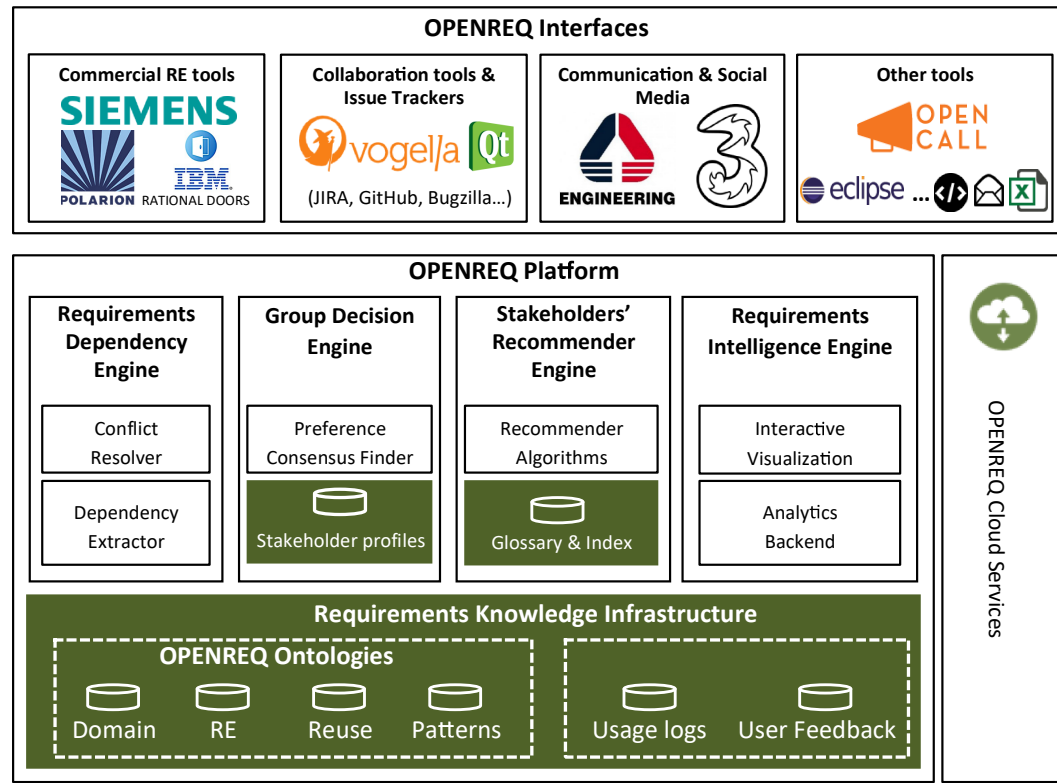 OPENREQ Interfaces
Commercial RE tools
SIEMENS
POLARION
IBM
RATIONAL DOORS
Collaboration tools &
Issue Trackers
vogella
Qt
(JIRA, GitHub, Bugzilla...)
Communication & Social
Media
ENGINEERING
3
Other tools
OPEN
CALL
eclipse
...
</>
X
OPENREQ Platform
Requirements
Dependency
Engine
Conflict
Resolver
Dependency
Extractor
Group Decision
Engine
Preference
Consensus Finder
Stakeholder profiles
Stakeholders'
Recommender
Engine
Recommender
Algorithms
Glossary & Index
Requirements
Intelligence Engine
Interactive
Visualization
Analytics
Backend
Requirements Knowledge Infrastructure
OPENREQ Ontologies
Domain
RE
Reuse
Patterns
Usage logs
User Feedback
OPENREQ Cloud Services